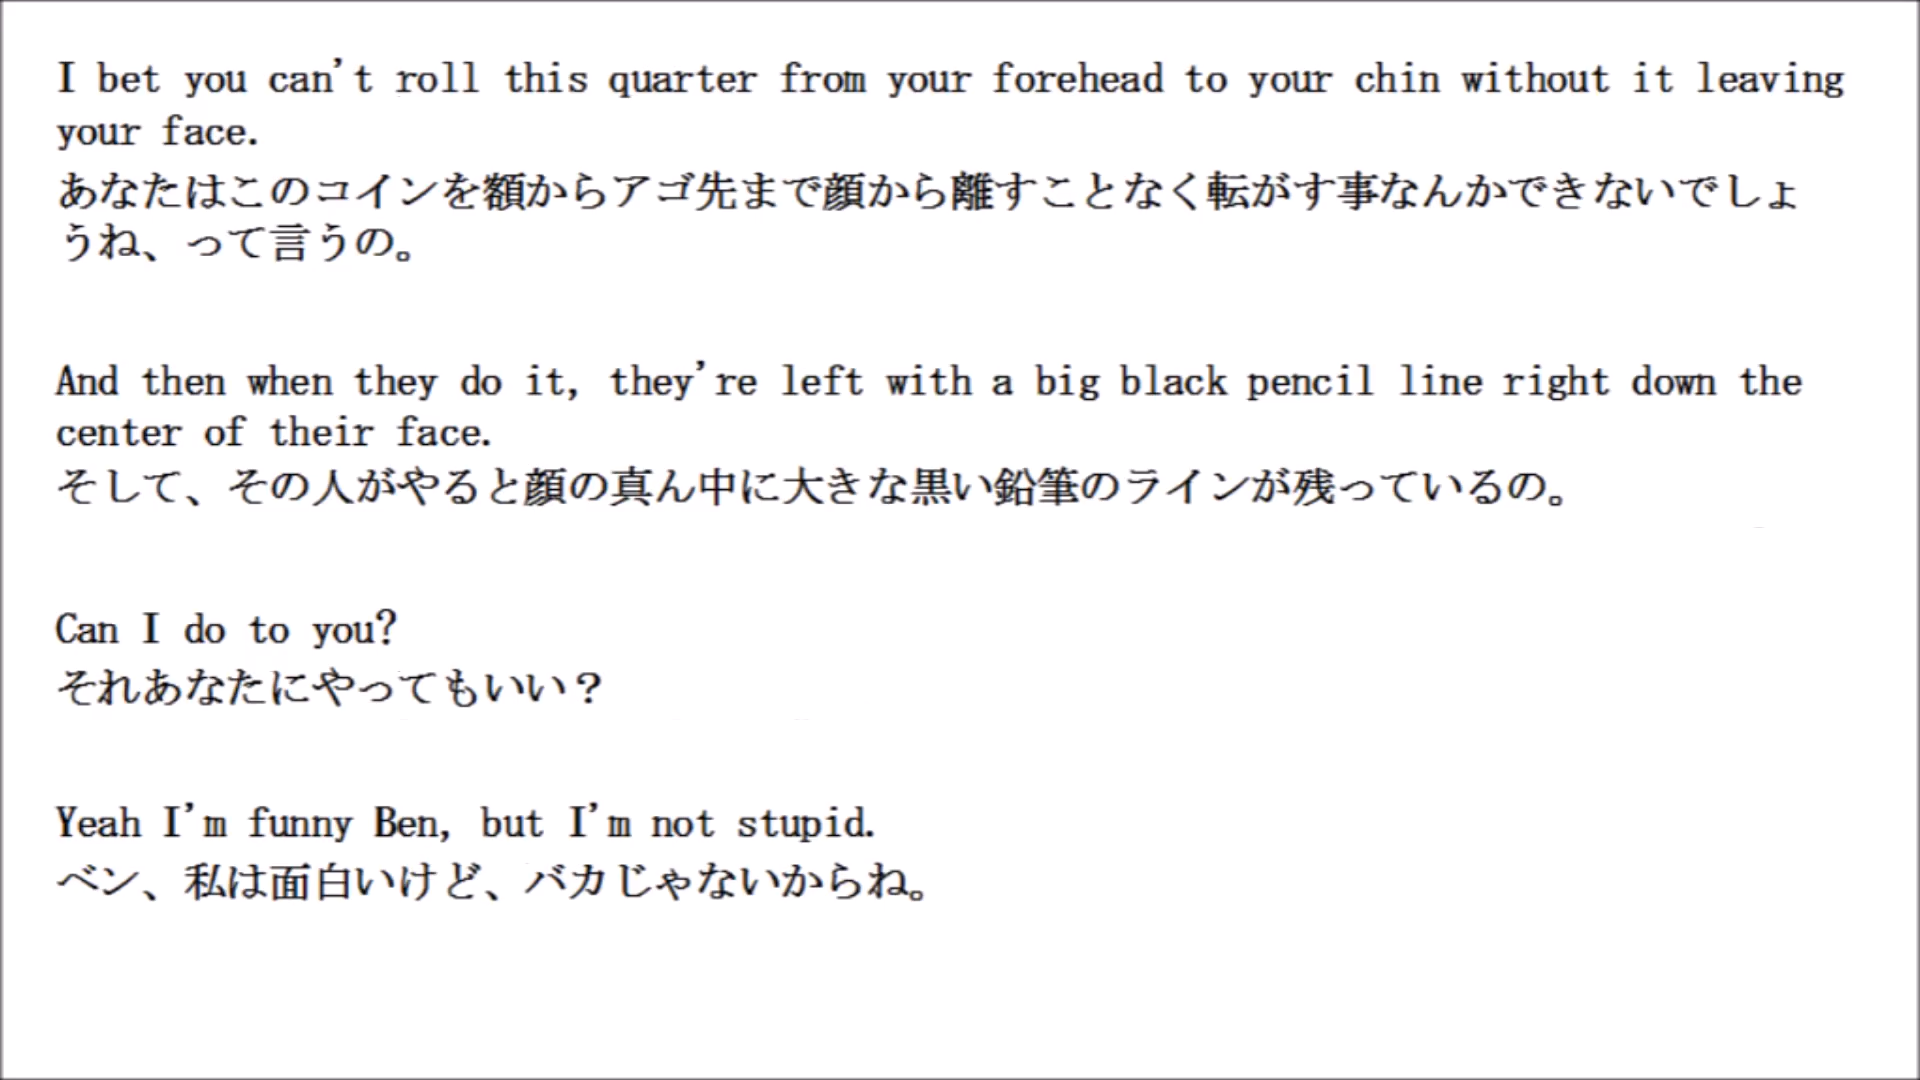 I bet you can't roll this quarter from your forehead to your chin without it leaving
your face.
あなたはこのコインを額からアゴ先まで顔から離すことなく転がす事なんかできないでしょ
うね、って言うの。
And then when they do it, they're left with a big black pencil line right down the
center of their face.
そして、その人がやると顔の真ん中に大きな黒い鉛筆のラインが残っているの。
Can I do to you?
それあなたにやってもいい？
Yeah I'm funny Ben, but I'm not stupid.
ベン、私は面白いけど、バカじゃないからね。